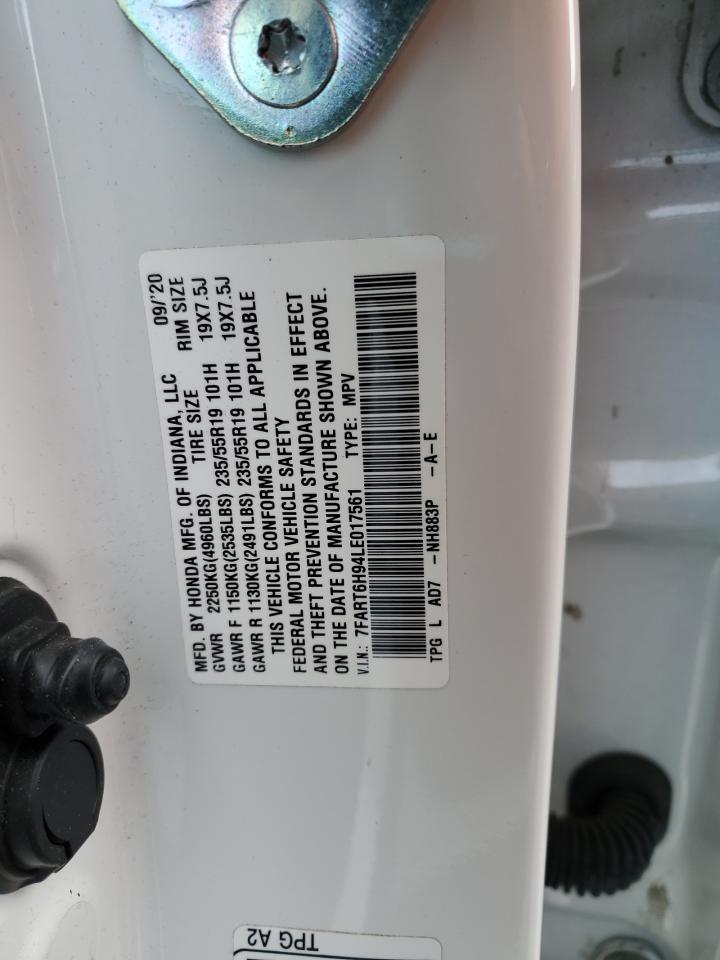 MFD. BY HONDA MFG. OF INDIANA, LLC 09/'20
GVWR 2250KG(4960LBS) TIRE SIZE RIM SIZE
GAWR F 1150KG(2535LBS) 235/55R19 101H 19X7.5J
GAWR R 1130KG(2491LBS) 235/55R19 101H 19X7.5J
THIS VEHICLE CONFORMS TO ALL APPLICABLE
FEDERAL MOTOR VEHICLE SAFETY
AND THEFT PREVENTION STANDARDS IN EFFECT
ON THE DATE OF MANUFACTURE SHOWN ABOVE.
V.I.N.: 7FART6H94LE017561 TYPE: MPV
TPG L AD7 -NH883P -A-E
TPG A2